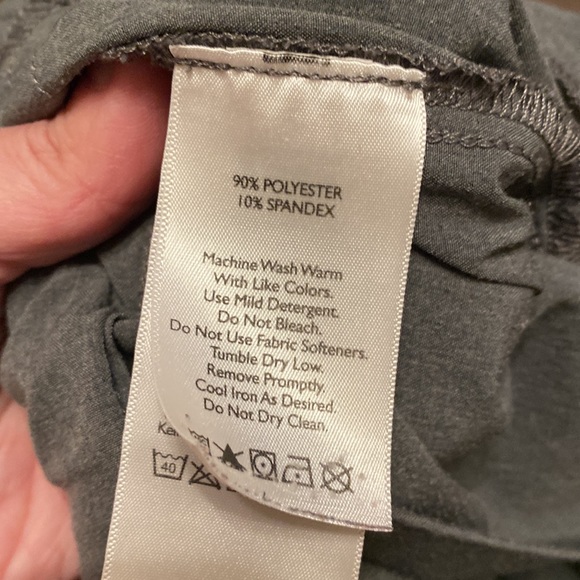 90% POLYESTER
10% SPANDEX
Machine Wash Warm
With Like Colors.
Use Mild Detergent.
Do Not Bleach.
Do Not Use Fabric Softeners.
Tumble Dry Low.
Remove Promptly.
Cool Iron As Desired.
Do Not Dry Clean.
40